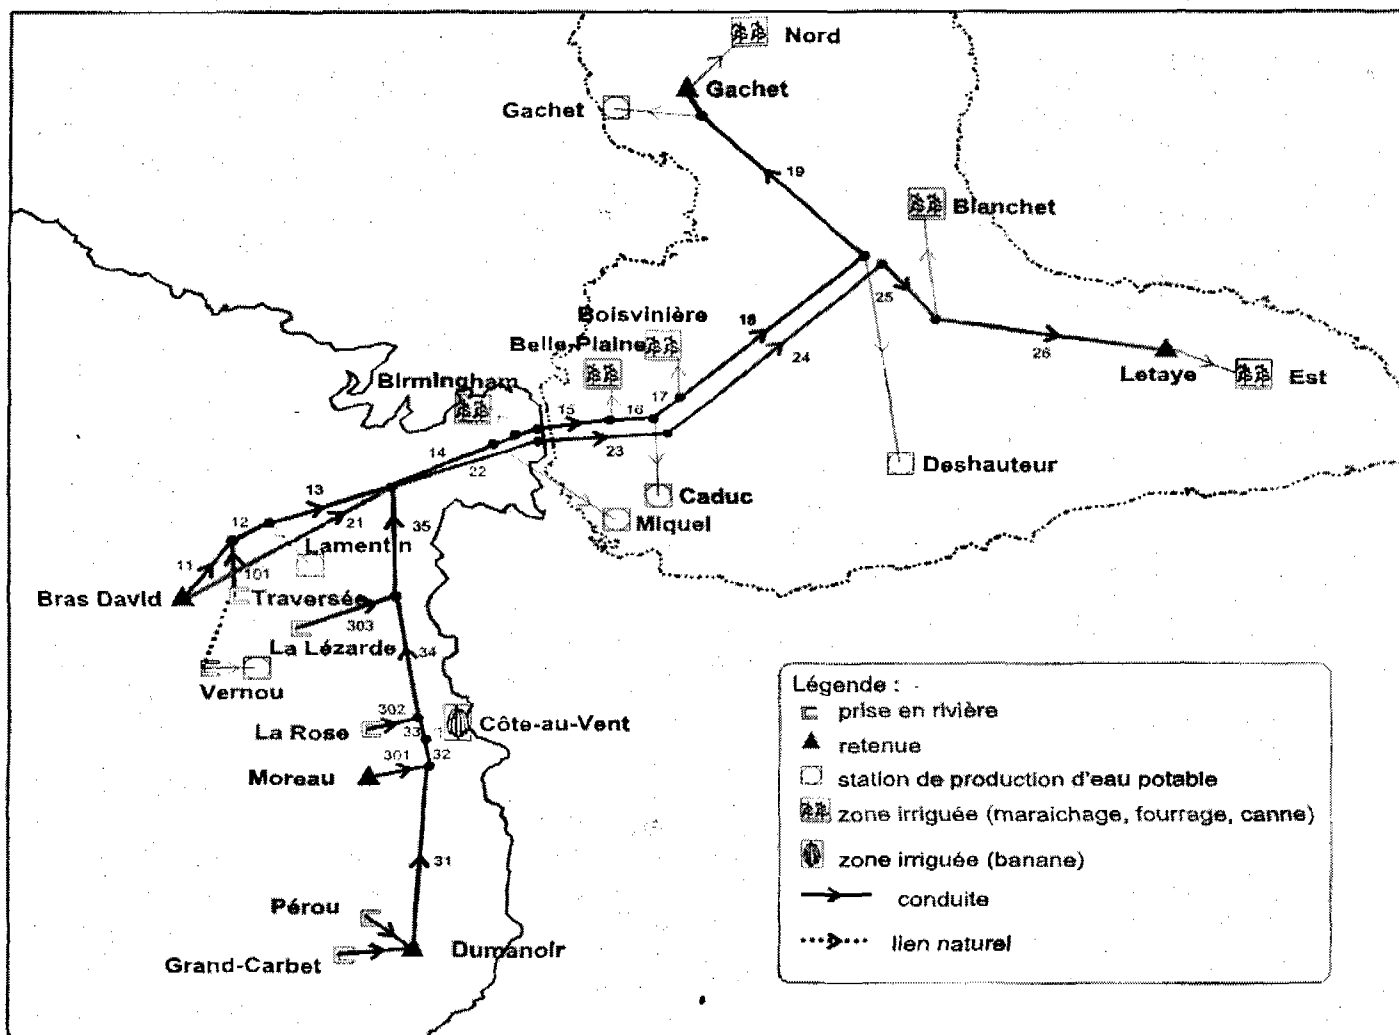 Nord
Gachet
Gachet
19
Blanchet
25
Boisvinière
18
Belle-Plaine
24
26
Letaye
Est
Birmingham
17
15
16
14
22
23
Deshauteur
13
Caduc
12
21
35
Miquel
Lamentin
11
101
Bras David
Traversée
303
La Lézarde
34
Vernou
302
La Rose
33
Côte-au-Vent
301
32
Moreau
31
Pérou
Grand-Carbet
Dumanoir
Légende :
prise en rivière
retenue
station de production d'eau potable
zone irriguée (maraichage, fourrage, canne)
zone irriguée (banane)
conduite
lien naturel